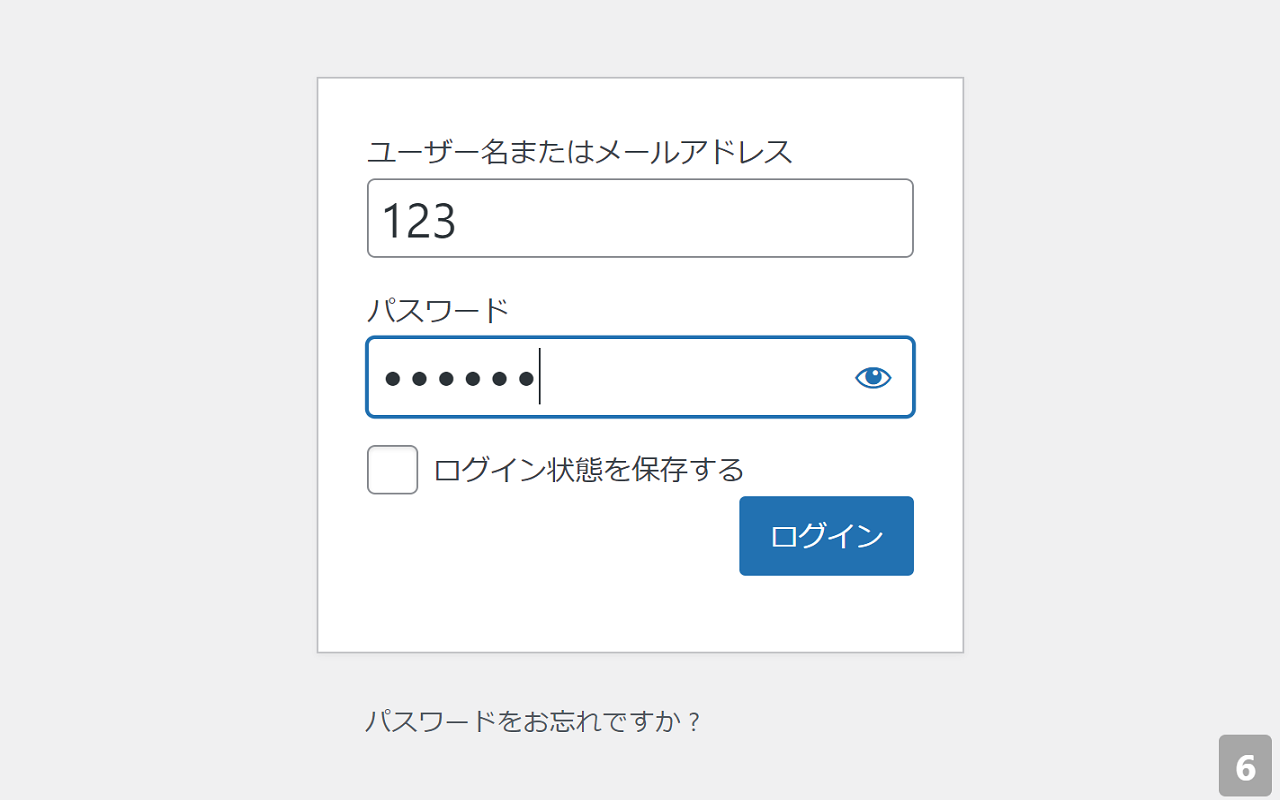 ユーザー名またはメールアドレス
123
パスワード
●●●●●●
ログイン状態を保存する
ログイン
パスワードをお忘れですか ?
6